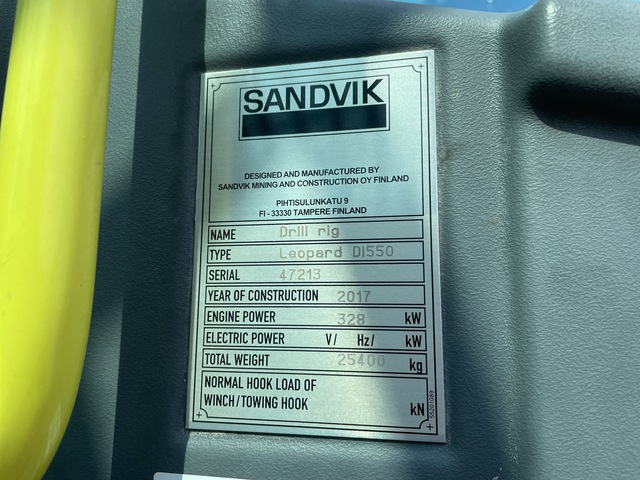 SANDVIK
DESIGNED AND MANUFACTURED BY
SANDVIK MINING AND CONSTRUCTION OY FINLAND
PIHTISULUNKATU 9
FI - 33330 TAMPERE FINLAND
NAME Drill rig
TYPE Leopard DI550
SERIAL 47213
YEAR OF CONSTRUCTION 2017
ENGINE POWER 328 kW
ELECTRIC POWER V/ Hz/ kW
TOTAL WEIGHT 25400 kg
NORMAL HOOK LOAD OF
WINCH/TOWING HOOK kN
55201089